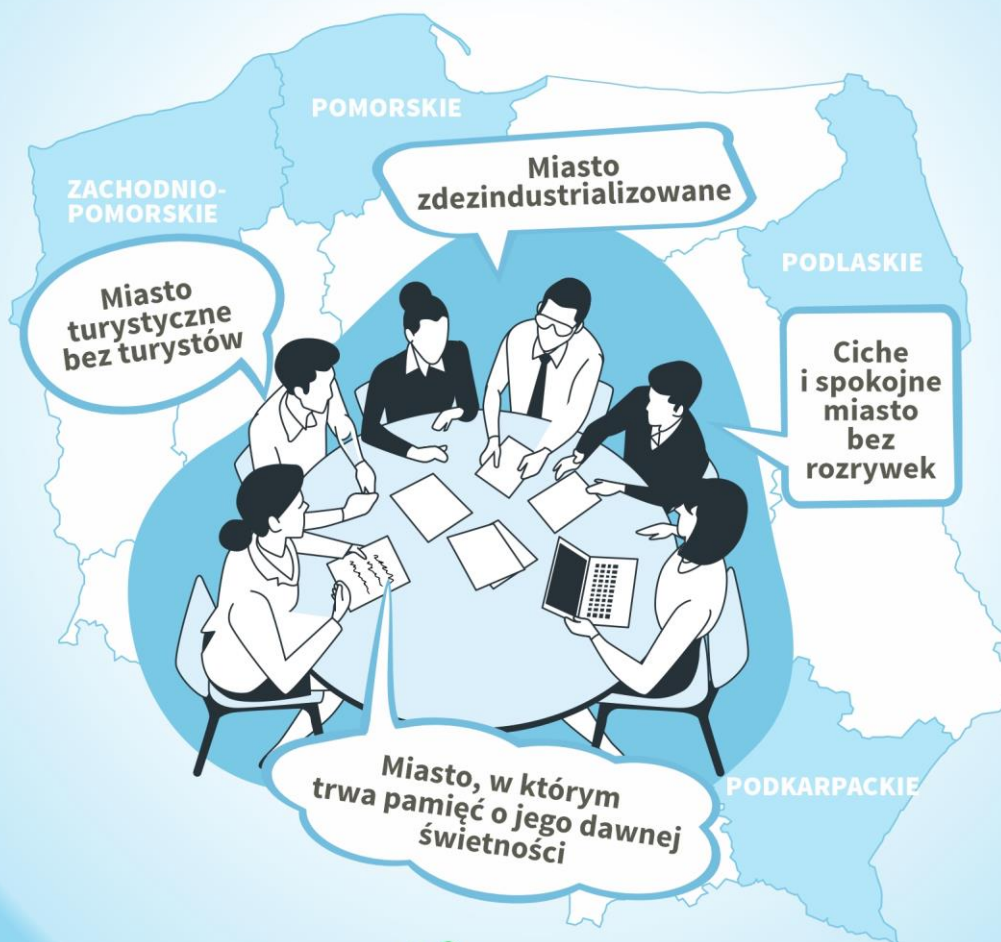 POMORSKIE
Miasto
zdezindustrializowane
ZACHODNIO-
POMORSKIE
PODLASKIE
Miasto
turystyczne
bez turystów
Ciche
i spokojne
miasto
bez
rozrywek
Miasto, w którym
trwa pamięć o jego dawnej
świetności
PODKARPACKIE